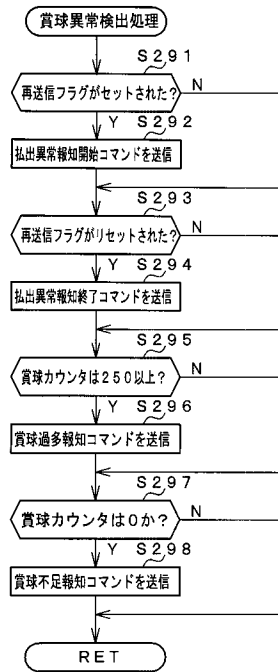 賞球異常検出処理
S291
再送信フラグがセットされた?
N
Y
S292
払出異常報知開始コマンドを送信
S293
再送信フラグがリセットされた?
N
Y
S294
払出異常報知終了コマンドを送信
S295
賞球カウンタは250以上?
N
Y
S296
賞球過多報知コマンドを送信
S297
賞球カウンタは0か?
N
Y
S298
賞球不足報知コマンドを送信
RET